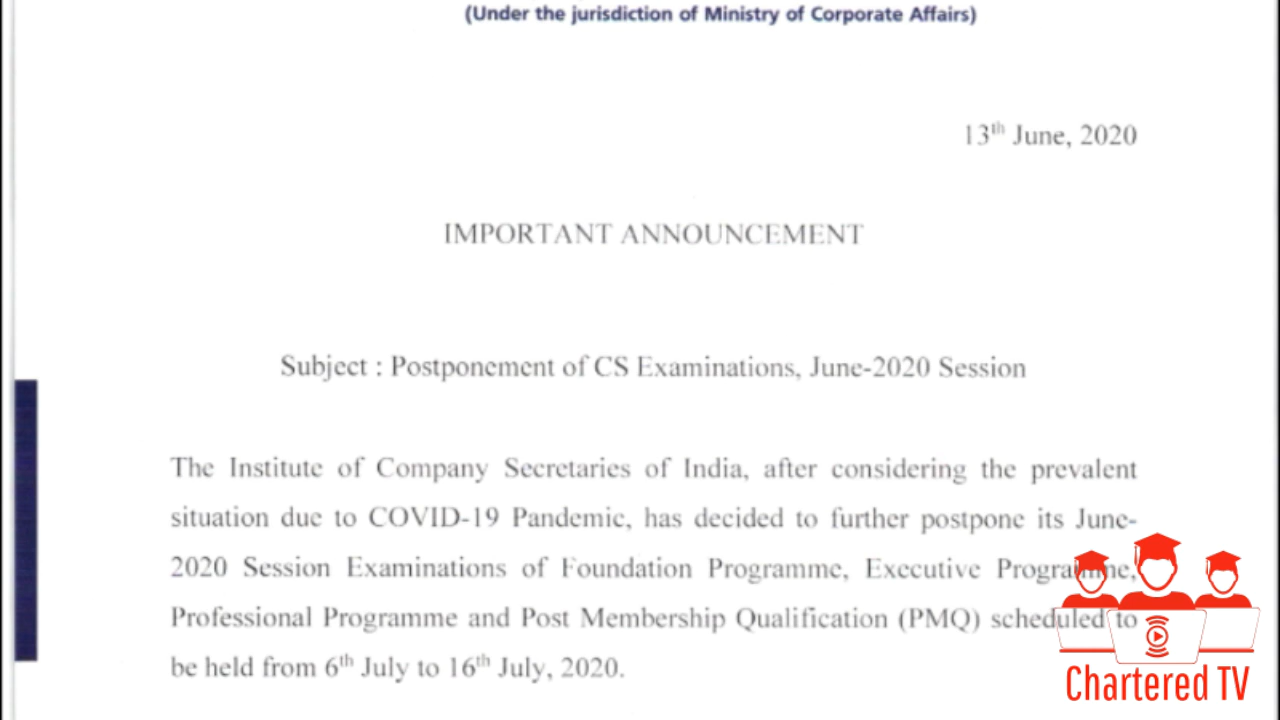 (Under the jurisdiction of Ministry of Corporate Affairs)
13th June, 2020
IMPORTANT ANNOUNCEMENT
Subject : Postponement of CS Examinations, June-2020 Session
The Institute of Company Secretaries of India, after considering the prevalent
situation due to COVID-19 Pandemic, has decided to further postpone its June-
2020 Session Examinations of Foundation Programme, Executive Programme,
Professional Programme and Post Membership Qualification (PMQ) scheduled to
be held from 6th July to 16th July, 2020.
Chartered TV